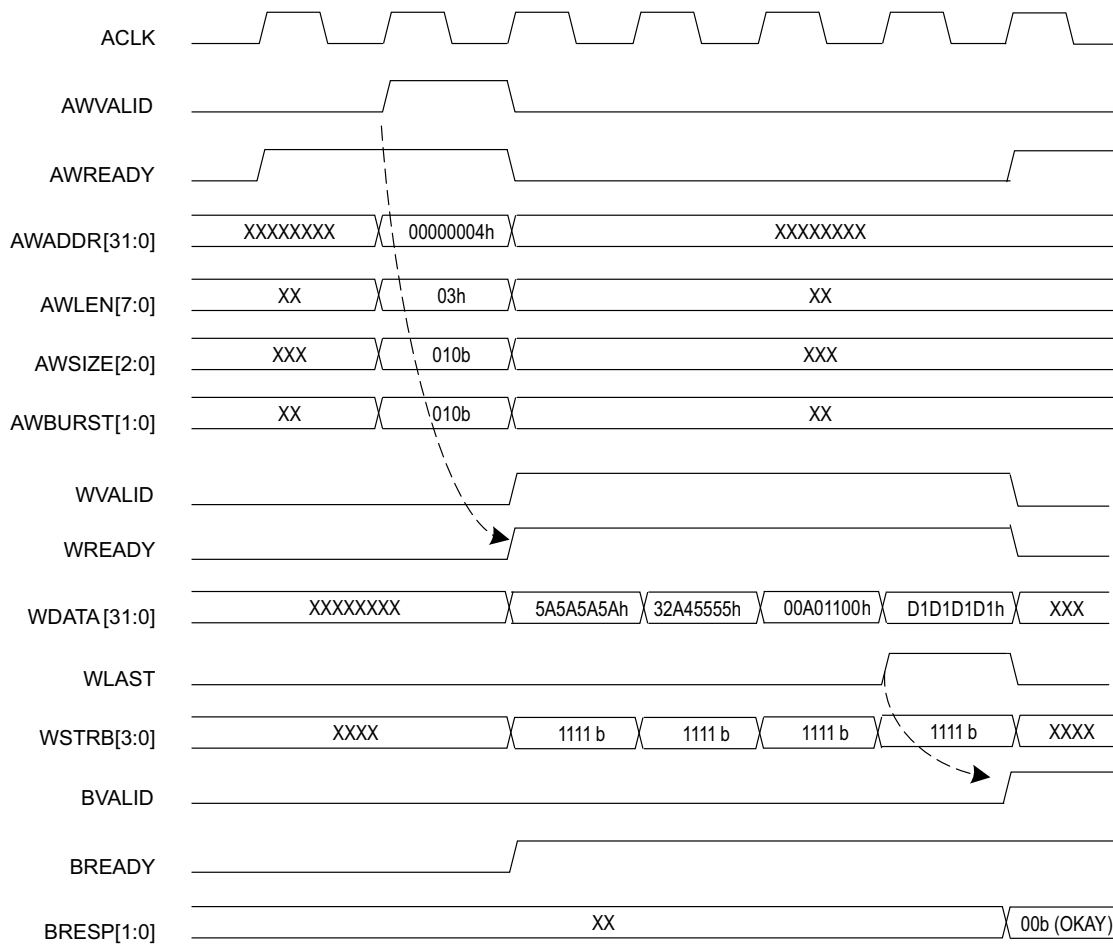 ACLK
AWVALID
AWREADY
AWADDR[31:0] XXXXXXXX 00000004h XXXXXXXX
AWLEN[7:0] XX 03h XX
AWSIZE[2:0] XXX 010b XXX
AWBURST[1:0] XX 010b XX
WVALID
WREADY
WDATA[31:0] XXXXXXXX 5A5A5A5Ah 32A45555h 00A01100h D1D1D1D1h XXX
WLAST
WSTRB[3:0] XXXX 1111 b 1111 b 1111 b 1111 b XXXX
BVALID
BREADY
BRESP[1:0] XX 00b (OKAY)